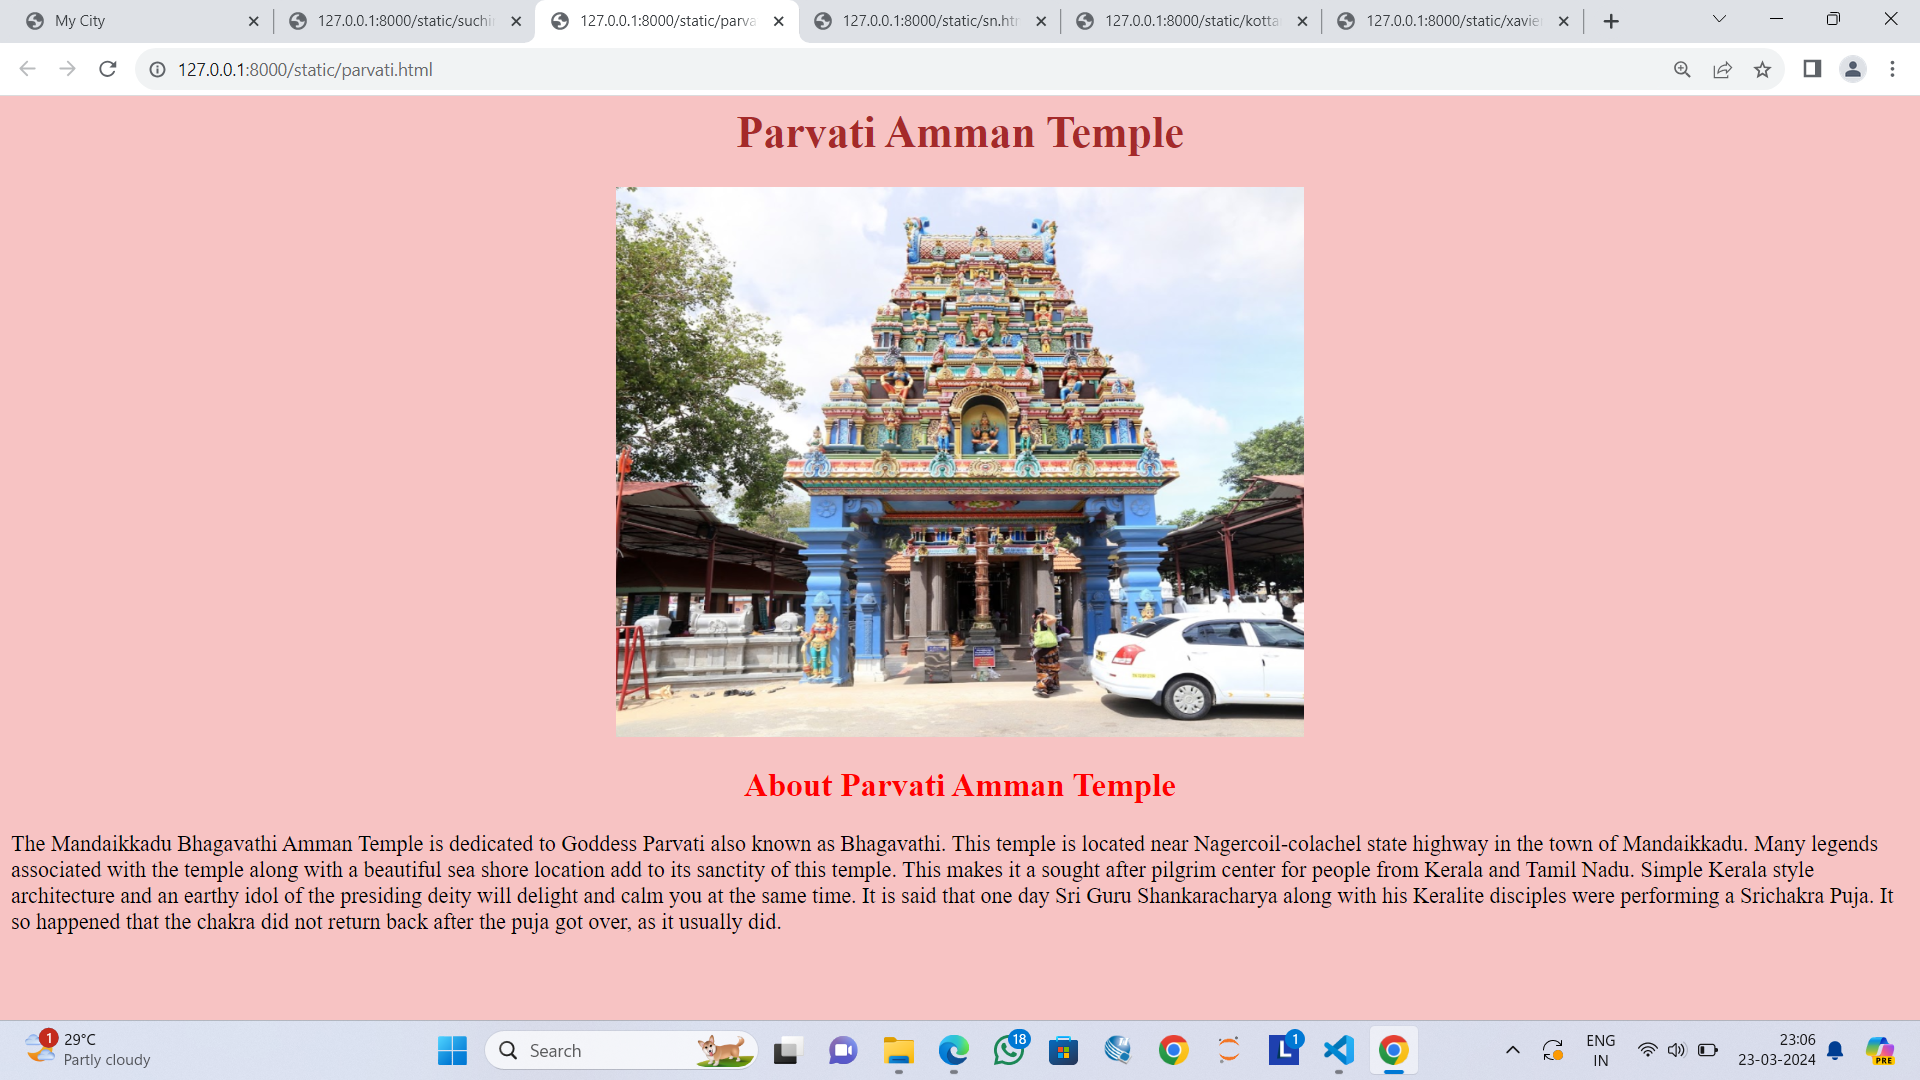 My City
127.0.0.1:8000/static/suchi
127.0.0.1:8000/static/parva
127.0.0.1:8000/static/sn.htm
127.0.0.1:8000/static/kotta
127.0.0.1:8000/static/xavie
127.0.0.1:8000/static/parvati.html
Parvati Amman Temple
About Parvati Amman Temple
The Mandaikkadu Bhagavathi Amman Temple is dedicated to Goddess Parvati also known as Bhagavathi. This temple is located near Nagercoil-colachel state highway in the town of Mandaikkadu. Many legends
associated with the temple along with a beautiful sea shore location add to its sanctity of this temple. This makes it a sought after pilgrim center for people from Kerala and Tamil Nadu. Simple Kerala style
architecture and an earthy idol of the presiding deity will delight and calm you at the same time. It is said that one day Sri Guru Shankaracharya along with his Keralite disciples were performing a Srichakra Puja. It
so happened that the chakra did not return back after the puja got over, as it usually did.
1
29°C
Partly cloudy
Search
18
L
1
ENG
IN
23:06
23-03-2024
PRE